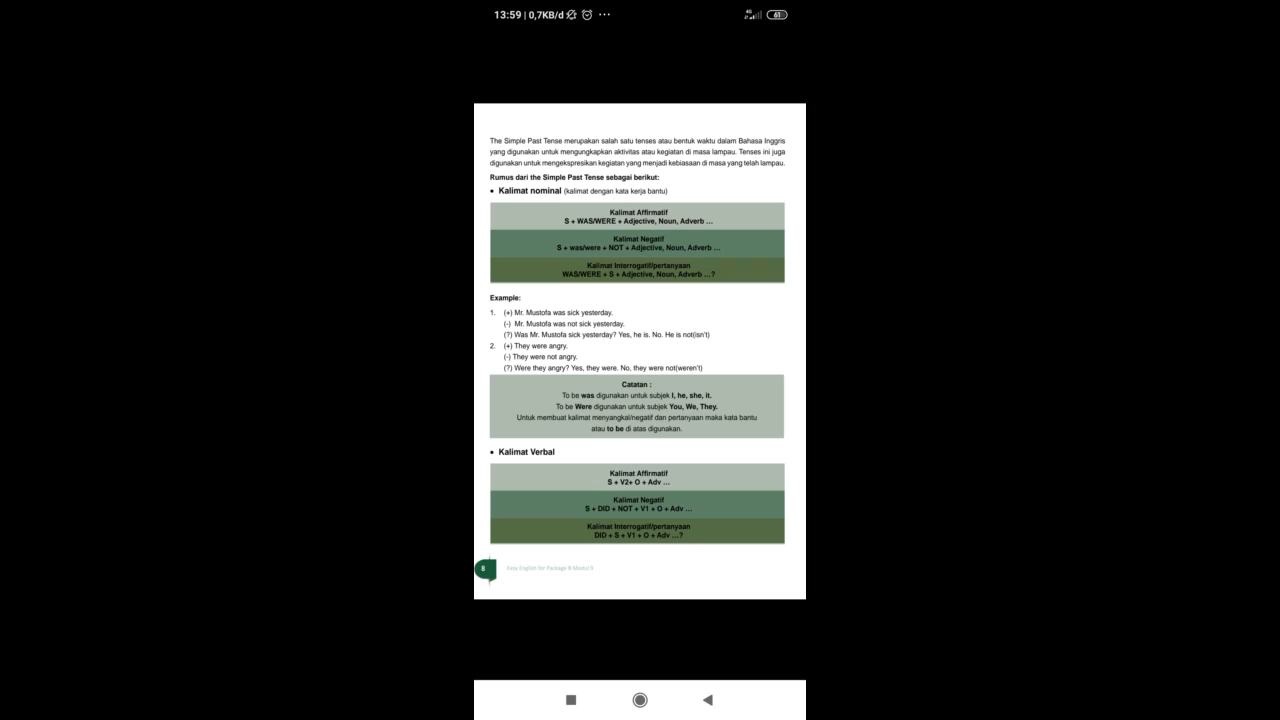 13:59 | 0,7KB/d ...
4G
61
The Simple Past Tense merupakan salah satu tenses atau bentuk waktu dalam Bahasa Inggris
yang digunakan untuk mengungkapkan aktivitas atau kegiatan di masa lampau. Tenses ini juga
digunakan untuk mengekspresikan kegiatan yang menjadi kebiasaan di masa yang telah lampau.
Rumus dari the Simple Past Tense sebagai berikut:
• Kalimat nominal (kalimat dengan kata kerja bantu)
Kalimat Affirmatif
S + WAS/WERE + Adjective, Noun, Adverb ...
Kalimat Negatif
S + was/were + NOT + Adjective, Noun, Adverb ...
Kalimat Interrogatif/pertanyaan
WAS/WERE + S + Adjective, Noun, Adverb ...?
Example:
1. (+) Mr. Mustofa was sick yesterday.
(-) Mr. Mustofa was not sick yesterday.
(?) Was Mr. Mustofa sick yesterday? Yes, he is. No. He is not(isn't)
2. (+) They were angry.
(-) They were not angry.
(?) Were they angry? Yes, they were. No, they were not(weren't)
Catatan :
To be was digunakan untuk subjek I, he, she, it.
To be Were digunakan untuk subjek You, We, They.
Untuk membuat kalimat menyangkal/negatif dan pertanyaan maka kata bantu
atau to be di atas digunakan.
• Kalimat Verbal
Kalimat Affirmatif
S + V2+ O + Adv ...
Kalimat Negatif
S + DID + NOT + V1 + O + Adv ...
Kalimat Interrogatif/pertanyaan
DID + S + V1 + O + Adv ...?
8
Easy English for Package B Modul 9